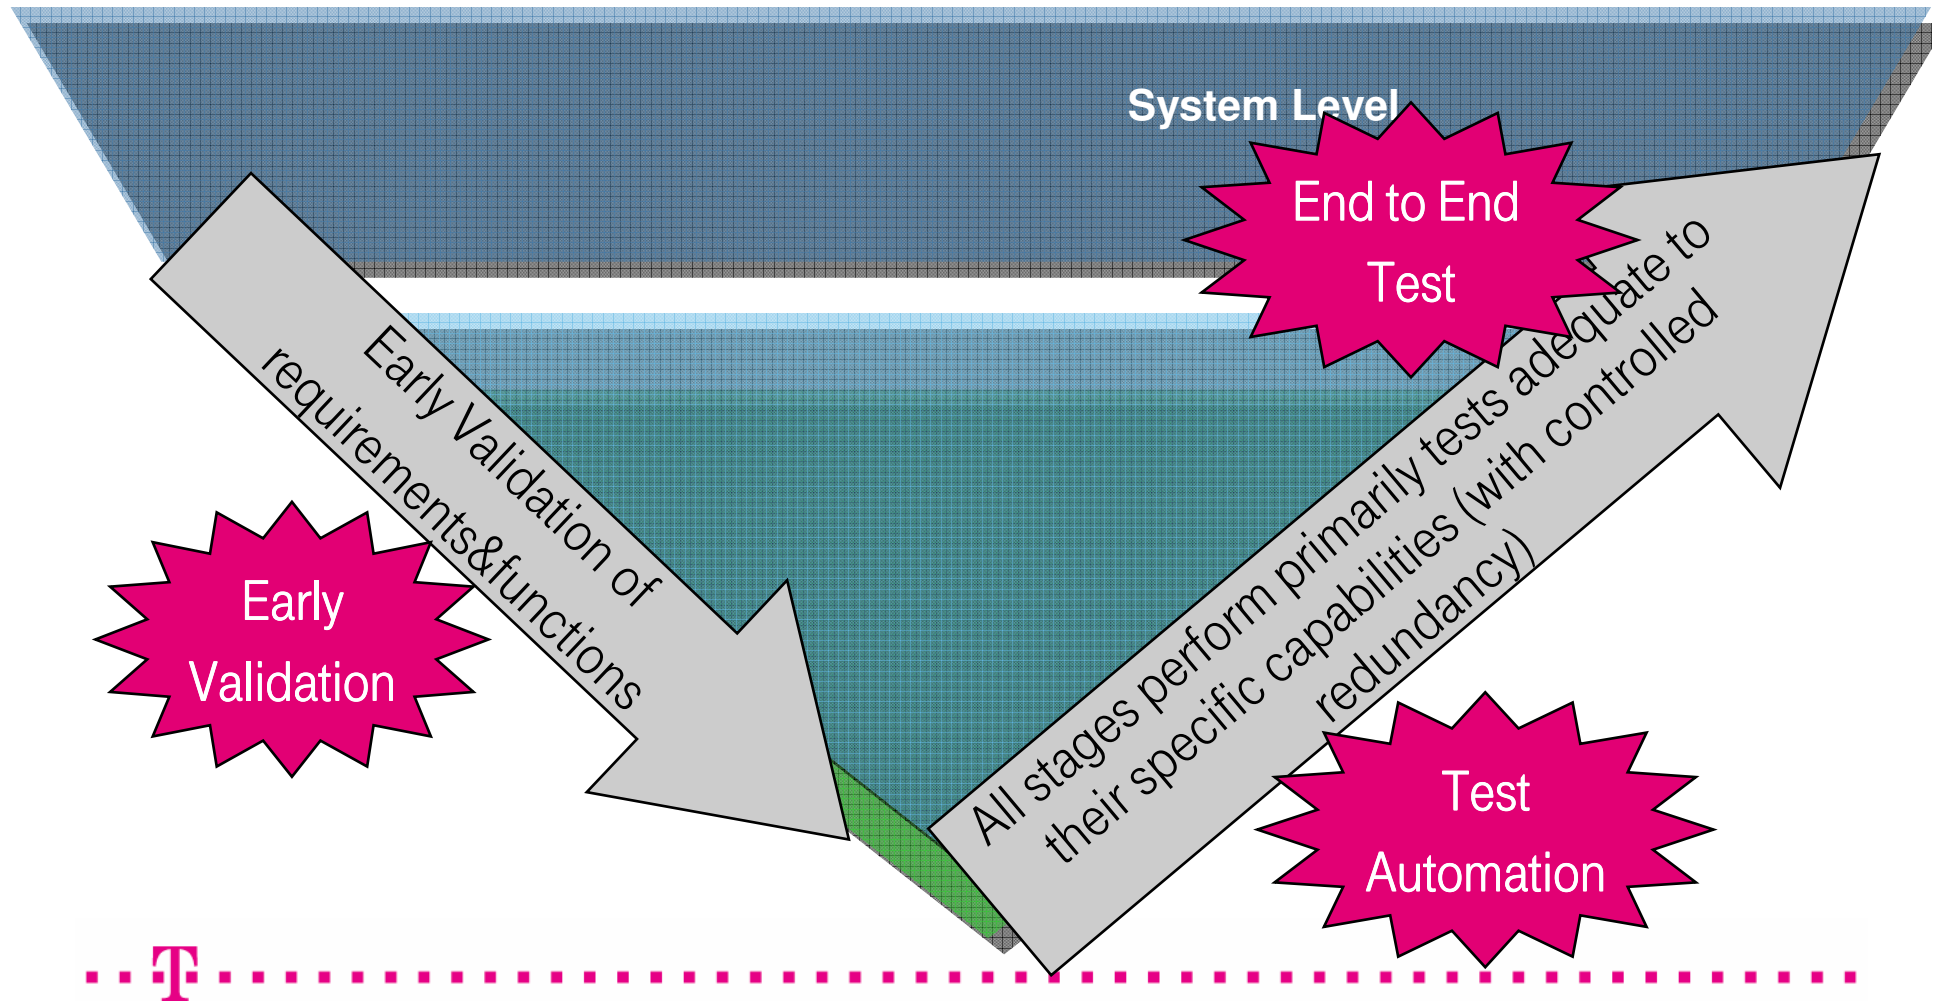 System Level
End to End
Test
Early Validation of
requirements&functions
All stages perform primarily tests adequate to
their specific capabilities (with controlled
redundancy)
Early
Validation
Test
Automation
T